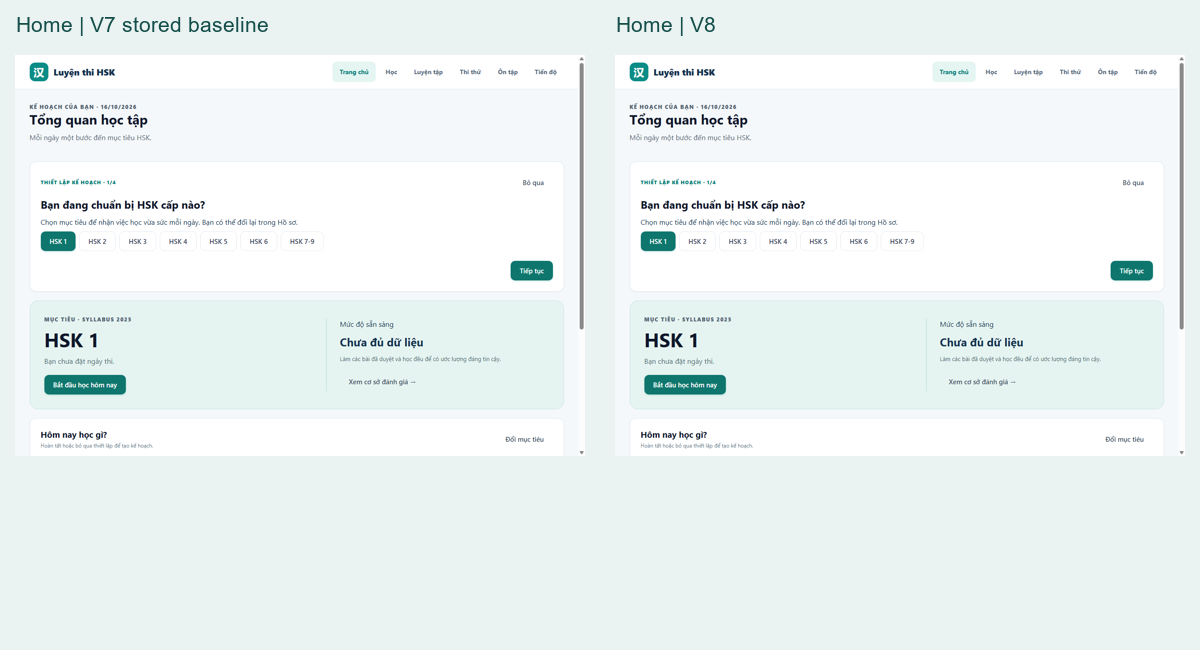 Home | V7 stored baseline
汉 Luyện thi HSK
Trang chủ Học Luyện tập Thi thử Ôn tập Tiến độ
KẾ HOẠCH CỦA BẠN · 16/10/2026
Tổng quan học tập
Mỗi ngày một bước đến mục tiêu HSK.
THIẾT LẬP KẾ HOẠCH · 1/4
Bỏ qua
Bạn đang chuẩn bị HSK cấp nào?
Chọn mục tiêu để nhận việc học vừa sức mỗi ngày. Bạn có thể đổi lại trong Hồ sơ.
HSK 1 HSK 2 HSK 3 HSK 4 HSK 5 HSK 6 HSK 7-9
Tiếp tục
MỤC TIÊU · SYLLABUS 2025
HSK 1
Bạn chưa đặt ngày thi.
Bắt đầu học hôm nay
Mức độ sẵn sàng
Chưa đủ dữ liệu
Làm các bài đã duyệt và học đều để có ước lượng đáng tin cậy.
Xem cơ sở đánh giá →
Hôm nay học gì?
Hoàn tất hoặc bỏ qua thiết lập để tạo kế hoạch.
Đổi mục tiêu
Home | V8
汉 Luyện thi HSK
Trang chủ Học Luyện tập Thi thử Ôn tập Tiến độ
KẾ HOẠCH CỦA BẠN · 16/10/2026
Tổng quan học tập
Mỗi ngày một bước đến mục tiêu HSK.
THIẾT LẬP KẾ HOẠCH · 1/4
Bỏ qua
Bạn đang chuẩn bị HSK cấp nào?
Chọn mục tiêu để nhận việc học vừa sức mỗi ngày. Bạn có thể đổi lại trong Hồ sơ.
HSK 1 HSK 2 HSK 3 HSK 4 HSK 5 HSK 6 HSK 7-9
Tiếp tục
MỤC TIÊU · SYLLABUS 2025
HSK 1
Bạn chưa đặt ngày thi.
Bắt đầu học hôm nay
Mức độ sẵn sàng
Chưa đủ dữ liệu
Làm các bài đã duyệt và học đều để có ước lượng đáng tin cậy.
Xem cơ sở đánh giá →
Hôm nay học gì?
Hoàn tất hoặc bỏ qua thiết lập để tạo kế hoạch.
Đổi mục tiêu